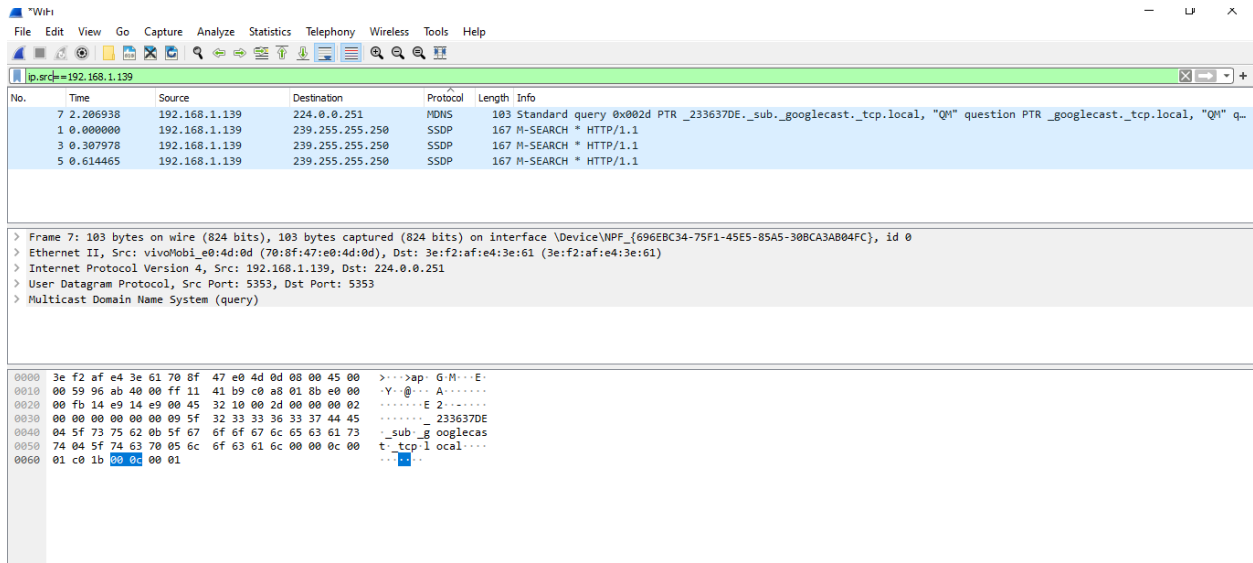 *WiFi
File Edit View Go Capture Analyze Statistics Telephony Wireless Tools Help
ip.src==192.168.1.139
No. Time Source Destination Protocol Length Info
7 2.206938 192.168.1.139 224.0.0.251 MDNS 103 Standard query 0x002d PTR _233637DE._sub._googlecast._tcp.local, "QM" question PTR _googlecast._tcp.local, "QM" q…
1 0.000000 192.168.1.139 239.255.255.250 SSDP 167 M-SEARCH * HTTP/1.1
3 0.307978 192.168.1.139 239.255.255.250 SSDP 167 M-SEARCH * HTTP/1.1
5 0.614465 192.168.1.139 239.255.255.250 SSDP 167 M-SEARCH * HTTP/1.1
> Frame 7: 103 bytes on wire (824 bits), 103 bytes captured (824 bits) on interface \Device\NPF_{696EBC34-75F1-45E5-85A5-30BCA3AB04FC}, id 0
> Ethernet II, Src: vivoMobi_e0:4d:0d (70:8f:47:e0:4d:0d), Dst: 3e:f2:af:e4:3e:61 (3e:f2:af:e4:3e:61)
> Internet Protocol Version 4, Src: 192.168.1.139, Dst: 224.0.0.251
> User Datagram Protocol, Src Port: 5353, Dst Port: 5353
> Multicast Domain Name System (query)
0000 3e f2 af e4 3e 61 70 8f 47 e0 4d 0d 08 00 45 00 >···>ap· G·M···E·
0010 00 59 96 ab 40 00 ff 11 41 b9 c0 a8 01 8b e0 00 ·Y··@··· A·······
0020 00 fb 14 e9 14 e9 00 45 32 10 00 2d 00 00 00 02 ·······E 2··-····
0030 00 00 00 00 00 00 09 5f 32 33 33 36 33 37 44 45 ·······_ 233637DE
0040 04 5f 73 75 62 0b 5f 67 6f 6f 67 6c 65 63 61 73 ·_sub·_g ooglecas
0050 74 04 5f 74 63 70 05 6c 6f 63 61 6c 00 00 0c 00 t·_tcp·l ocal····
0060 01 c0 1b 00 0c 00 01 ·······